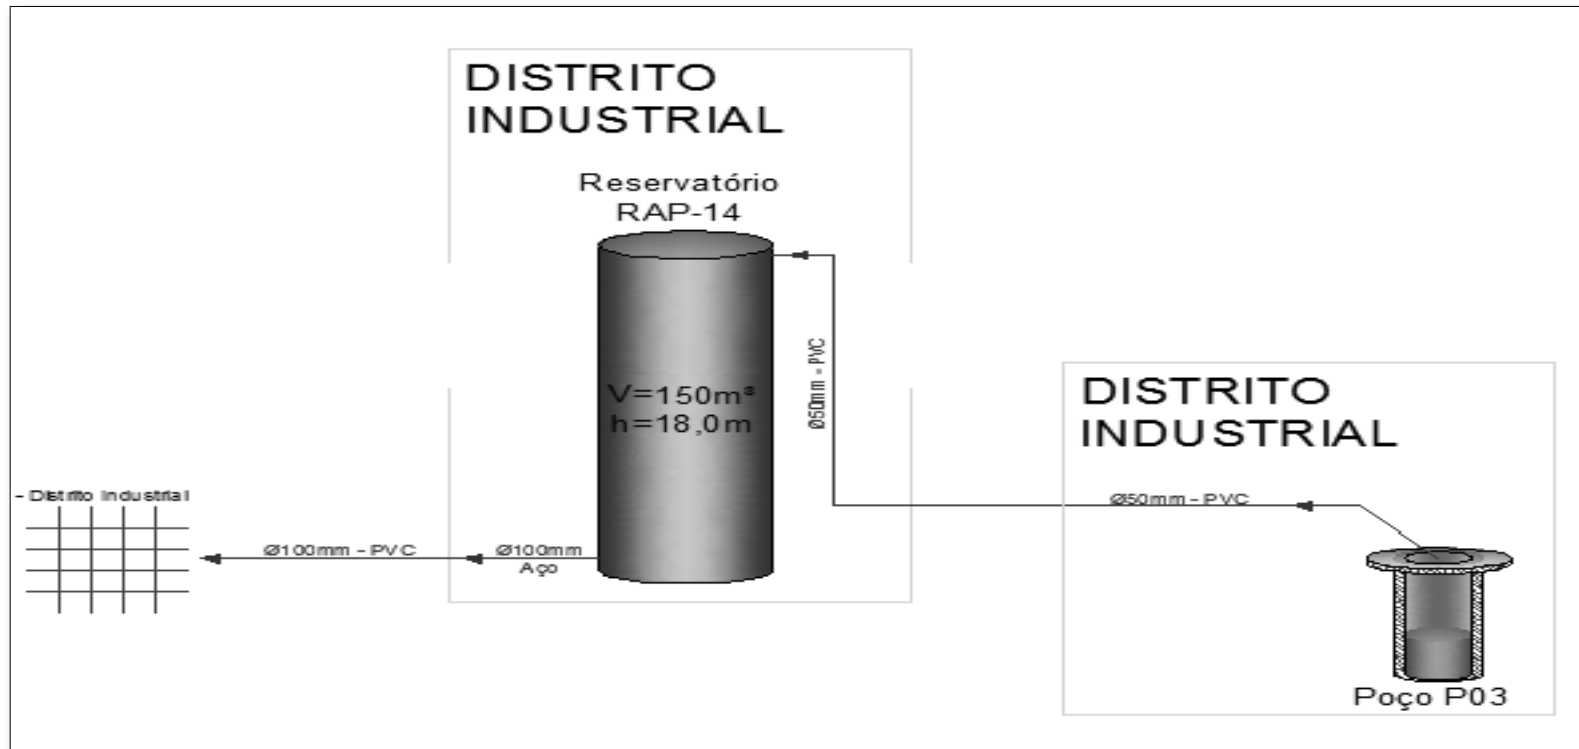 DISTRITO
INDUSTRIAL
Reservatório
RAP-14
V=150m³
h=18,0m
Ø50mm - PVC
DISTRITO
INDUSTRIAL
Ø50mm - PVC
Poço P03
- Distrito Industrial
Ø100mm - PVC
Ø100mm
Aço